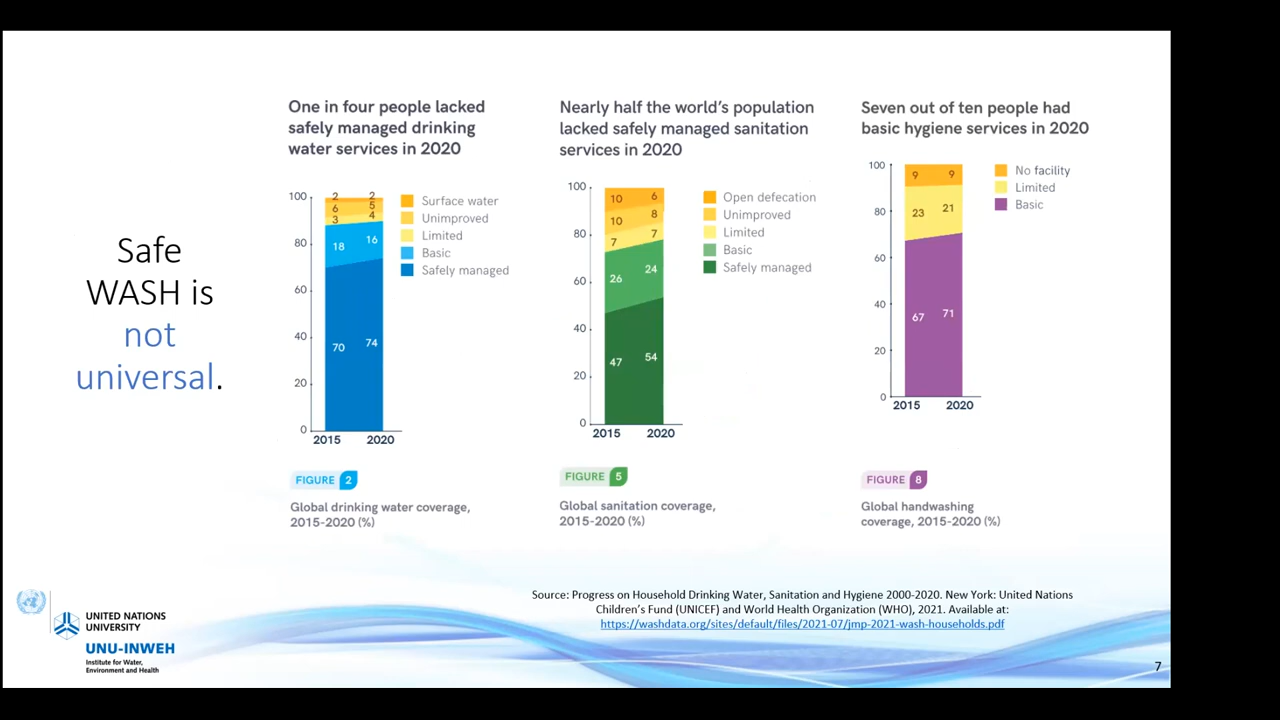 Safe
WASH is
not
universal.
One in four people lacked
safely managed drinking
water services in 2020
100
80
60
40
20
0
2 2
6 5
3 4
18 16
70 74
2015 2020
Surface water
Unimproved
Limited
Basic
Safely managed
FIGURE 2
Global drinking water coverage,
2015-2020 (%)
Nearly half the world's population
lacked safely managed sanitation
services in 2020
100
80
60
40
20
0
10 6
10 8
7 7
26 24
47 54
2015 2020
Open defecation
Unimproved
Limited
Basic
Safely managed
FIGURE 5
Global sanitation coverage,
2015-2020 (%)
Seven out of ten people had
basic hygiene services in 2020
100
80
60
40
20
0
9 9
23 21
67 71
2015 2020
No facility
Limited
Basic
FIGURE 8
Global handwashing
coverage, 2015-2020 (%)
Source: Progress on Household Drinking Water, Sanitation and Hygiene 2000-2020. New York: United Nations
Children's Fund (UNICEF) and World Health Organization (WHO), 2021. Available at:
https://washdata.org/sites/default/files/2021-07/jmp-2021-wash-households.pdf
UNITED NATIONS
UNIVERSITY
UNU-INWEH
Institute for Water,
Environment and Health
7